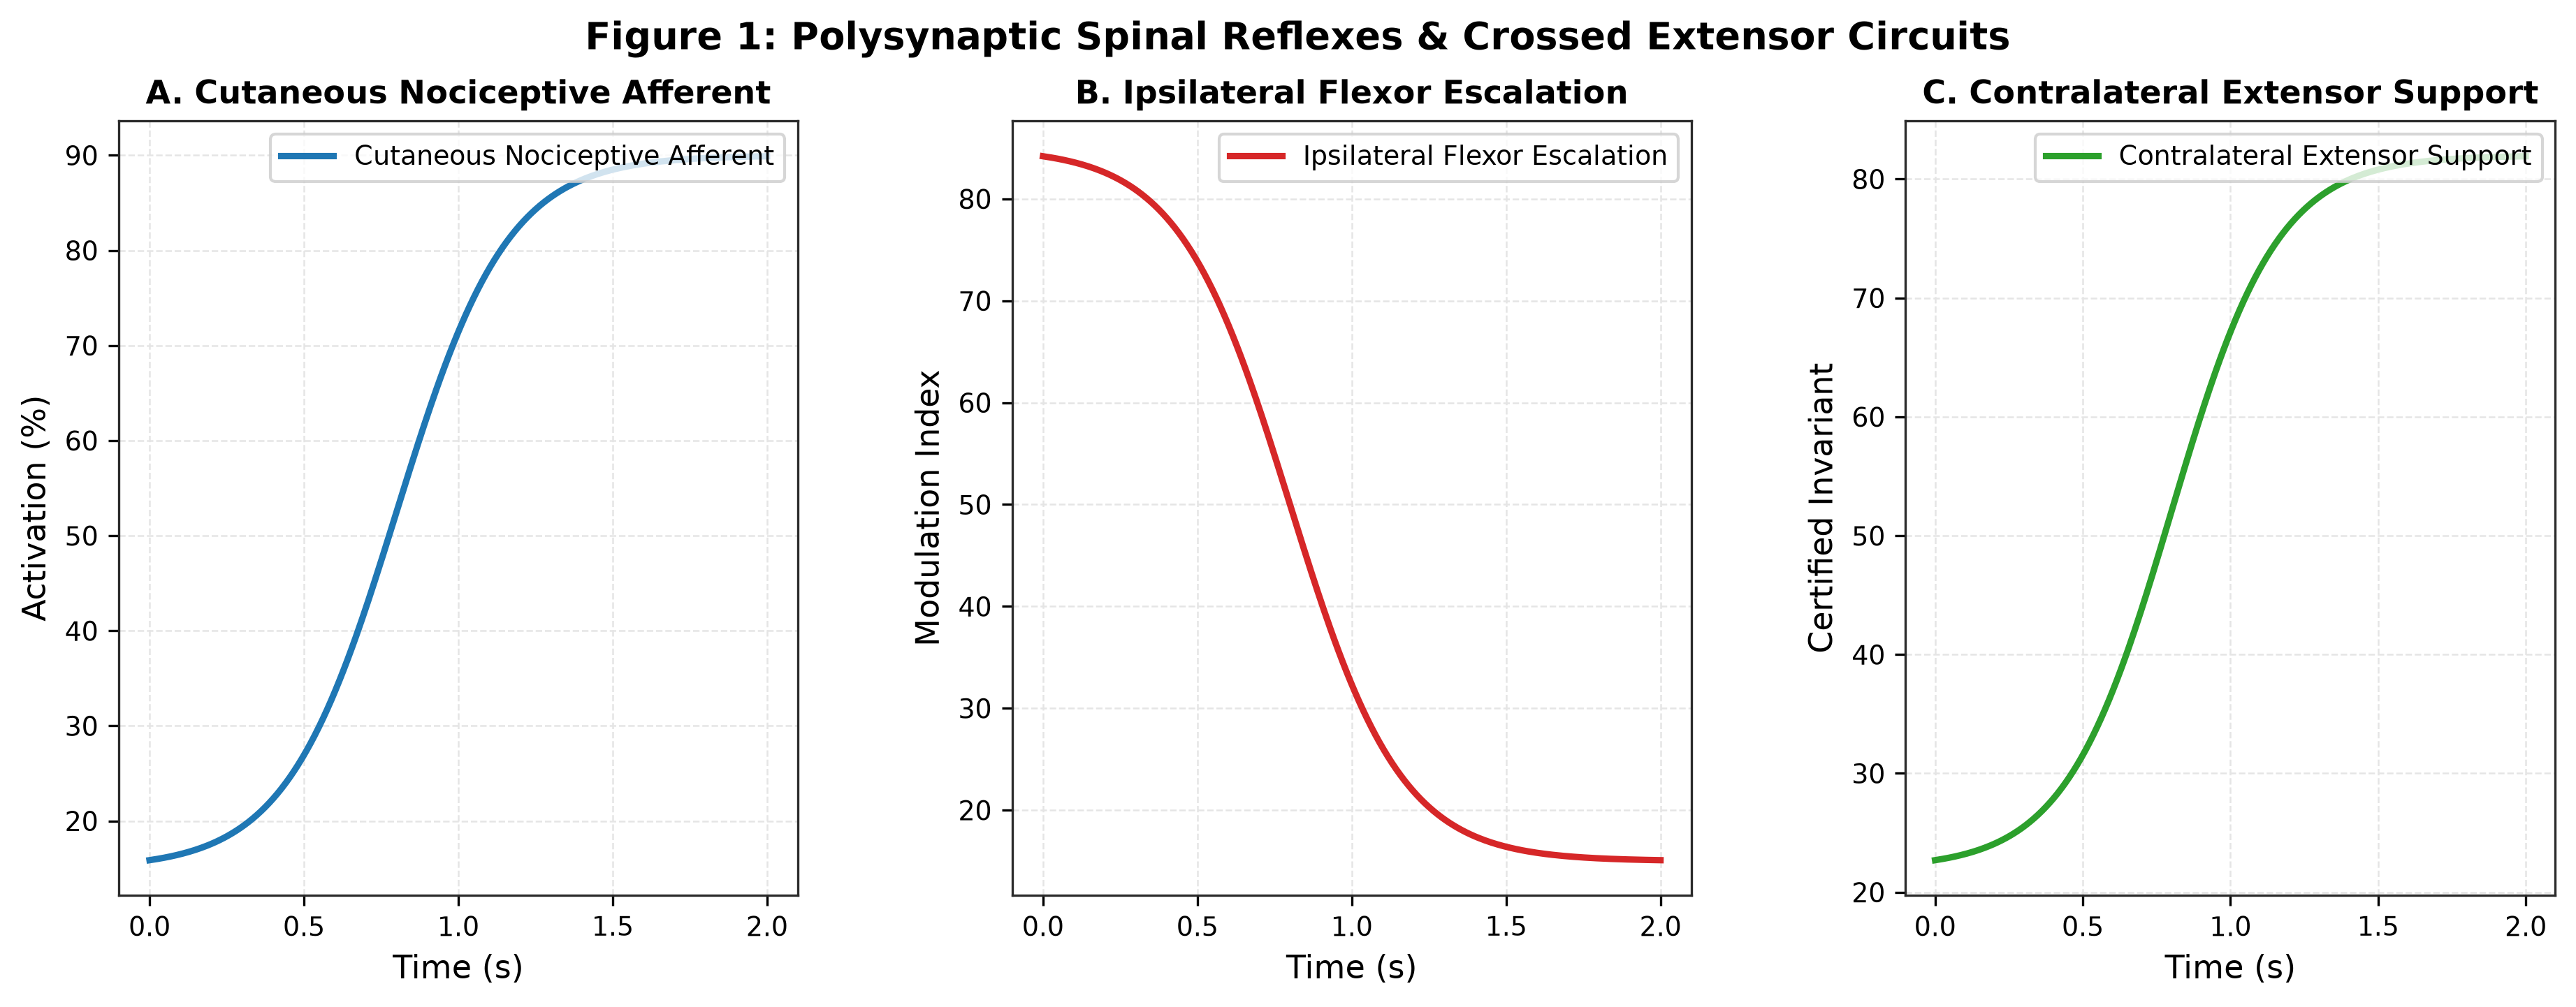 Figure 1: Polysynaptic Spinal Reflexes & Crossed Extensor Circuits
A. Cutaneous Nociceptive Afferent
Cutaneous Nociceptive Afferent
Activation (%)
90
80
70
60
50
40
30
20
0.0 0.5 1.0 1.5 2.0
Time (s)
B. Ipsilateral Flexor Escalation
Ipsilateral Flexor Escalation
Modulation Index
80
70
60
50
40
30
20
0.0 0.5 1.0 1.5 2.0
Time (s)
C. Contralateral Extensor Support
Contralateral Extensor Support
Certified Invariant
80
70
60
50
40
30
20
0.0 0.5 1.0 1.5 2.0
Time (s)